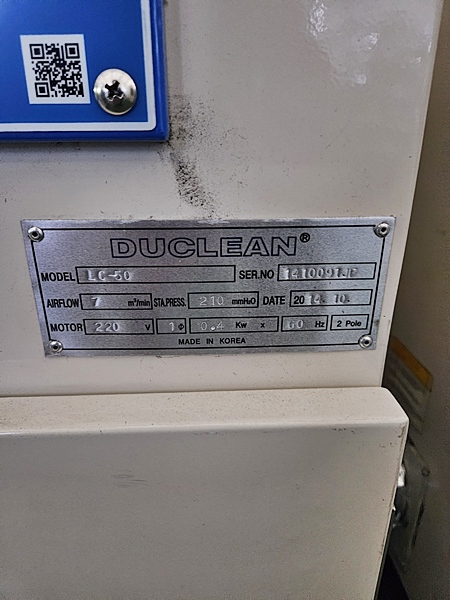 DUCLEAN®
MODEL LC-50 SER.NO 1410091JP
AIRFLOW 7 m³/min STA.PRESS. 210 mmH₂O DATE 2014. 10.
MOTOR 220 V 1Φ 0.4 Kw x 60 Hz 2 Pole
MADE IN KOREA